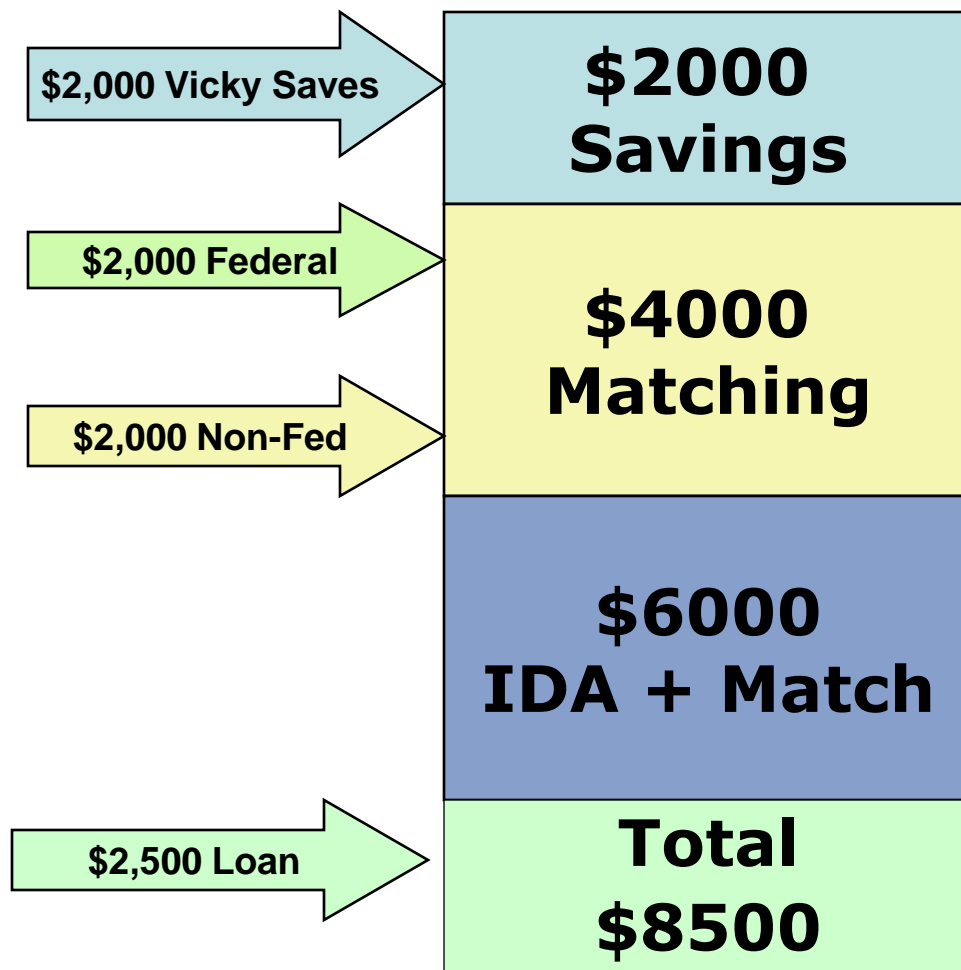 $2,000 Vicky Saves
$2000
Savings
$2,000 Federal
$4000
Matching
$2,000 Non-Fed
$6000
IDA + Match
$2,500 Loan
Total
$8500